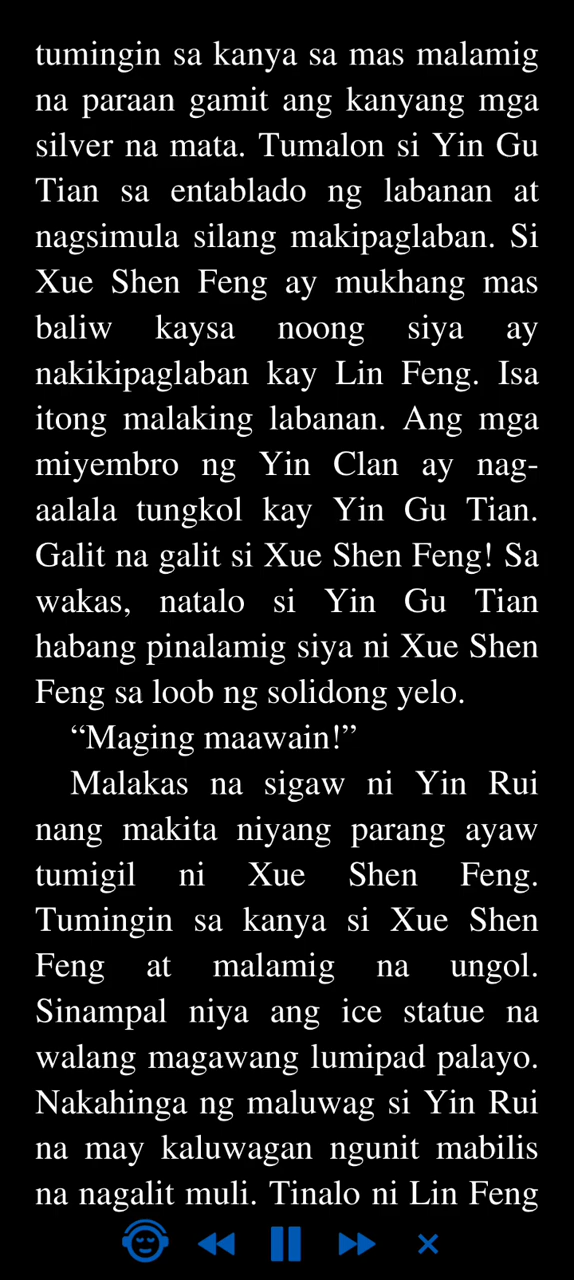 tumingin sa kanya sa mas malamig
na paraan gamit ang kanyang mga
silver na mata. Tumalon si Yin Gu
Tian sa entablado ng labanan at
nagsimula silang makipaglaban. Si
Xue Shen Feng ay mukhang mas
baliw kaysa noong siya ay
nakikipaglaban kay Lin Feng. Isa
itong malaking labanan. Ang mga
miyembro ng Yin Clan ay nag-
aalala tungkol kay Yin Gu Tian.
Galit na galit si Xue Shen Feng! Sa
wakas, natalo si Yin Gu Tian
habang pinalamig siya ni Xue Shen
Feng sa loob ng solidong yelo.
“Maging maawain!”
Malakas na sigaw ni Yin Rui
nang makita niyang parang ayaw
tumigil ni Xue Shen Feng.
Tumingin sa kanya si Xue Shen
Feng at malamig na ungol.
Sinampal niya ang ice statue na
walang magawang lumipad palayo.
Nakahinga ng maluwag si Yin Rui
na may kaluwagan ngunit mabilis
na nagalit muli. Tinalo ni Lin Feng